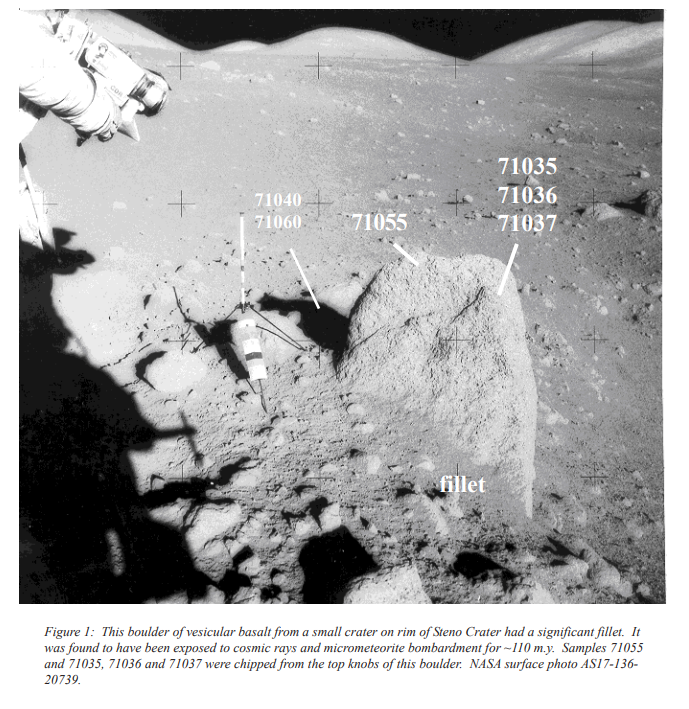 71035
71040 71036
71060 71055 71037
fillet
Figure 1: This boulder of vesicular basalt from a small crater on rim of Steno Crater had a significant fillet. It
was found to have been exposed to cosmic rays and micrometeorite bombardment for ~110 m.y. Samples 71055
and 71035, 71036 and 71037 were chipped from the top knobs of this boulder. NASA surface photo AS17-136-
20739.